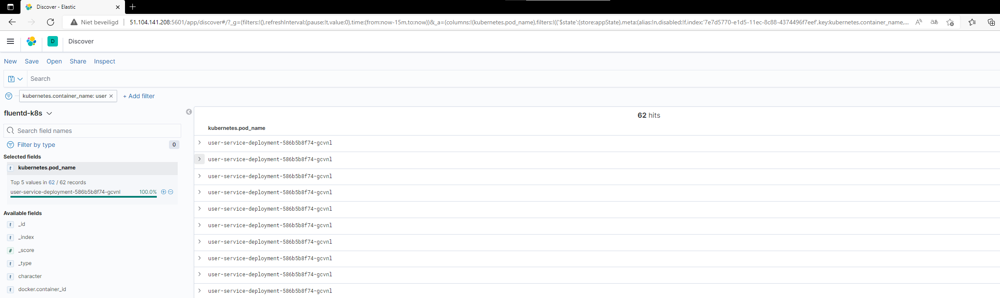 Discover - Elastic
Niet beveiligd
51.104.141.208:5601/app/discover#/?_g=(filters:!(),refreshInterval:(pause:!t,value:0),time:(from:now-15m,to:now))&_a=(columns:!(kubernetes.pod_name),filters:!(('$state':(store:appState),meta:(alias:!n,disabled:!f,index:'7e7d5770-e1d5-11ec-8c88-4374496f7eef',key:kubernetes.container_name,...
D
Discover
New Save Open Share Inspect
Search
kubernetes.container_name: user
+ Add filter
fluentd-k8s
62 hits
Search field names
kubernetes.pod_name
Filter by type 0
user-service-deployment-586b5b8f74-gcvnl
Selected fields
user-service-deployment-586b5b8f74-gcvnl
t kubernetes.pod_name
user-service-deployment-586b5b8f74-gcvnl
Top 5 values in 62 / 62 records
user-service-deployment-586b5b8f74-gcvnl 100.0%
user-service-deployment-586b5b8f74-gcvnl
user-service-deployment-586b5b8f74-gcvnl
Available fields
t _id
user-service-deployment-586b5b8f74-gcvnl
t _index
user-service-deployment-586b5b8f74-gcvnl
# _score
user-service-deployment-586b5b8f74-gcvnl
t _type
t character
user-service-deployment-586b5b8f74-gcvnl
t docker.container_id
user-service-deployment-586b5b8f74-gcvnl